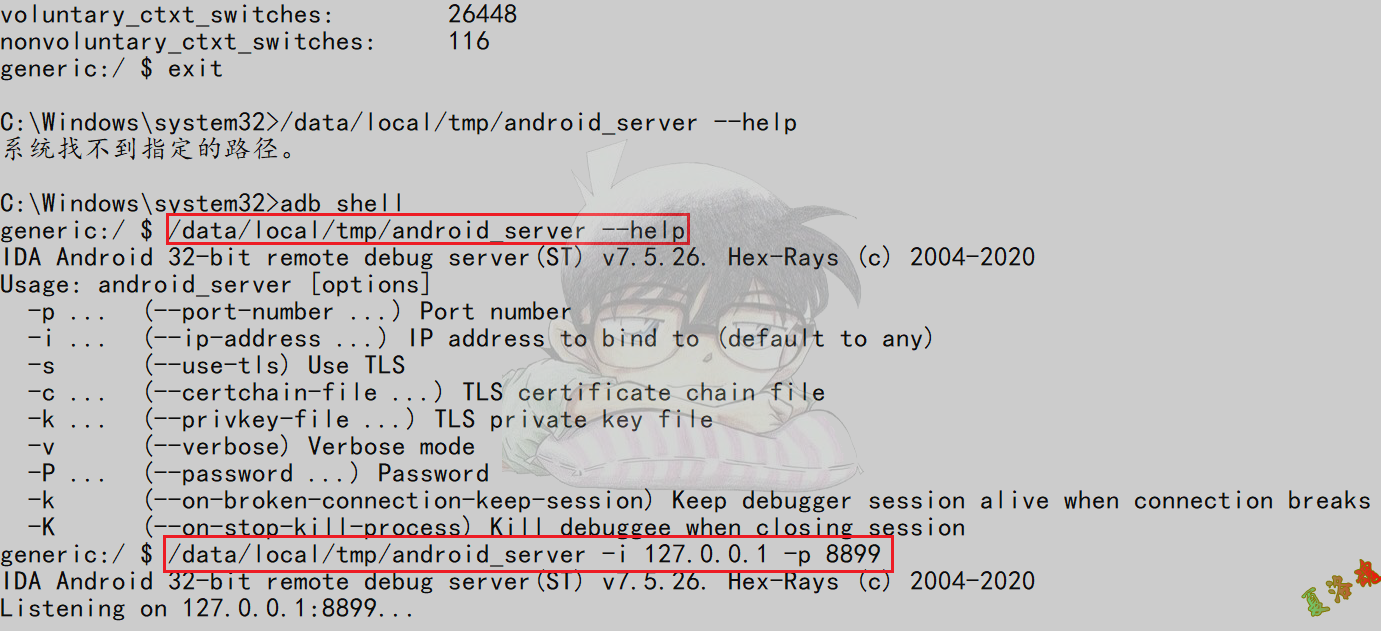 voluntary_ctxt_switches:        26448
nonvoluntary_ctxt_switches:     116
generic:/ $ exit
C:\Windows\system32>/data/local/tmp/android_server --help
系统找不到指定的路径。
C:\Windows\system32>adb shell
generic:/ $ /data/local/tmp/android_server --help
IDA Android 32-bit remote debug server(ST) v7.5.26. Hex-Rays (c) 2004-2020
Usage: android_server [options]
  -p ...  (--port-number ...) Port number
  -i ...  (--ip-address ...) IP address to bind to (default to any)
  -s      (--use-tls) Use TLS
  -c ...  (--certchain-file ...) TLS certificate chain file
  -k ...  (--privkey-file ...) TLS private key file
  -v      (--verbose) Verbose mode
  -P ...  (--password ...) Password
  -k      (--on-broken-connection-keep-session) Keep debugger session alive when connection breaks
  -K      (--on-stop-kill-process) Kill debuggee when closing session
generic:/ $ /data/local/tmp/android_server -i 127.0.0.1 -p 8899
IDA Android 32-bit remote debug server(ST) v7.5.26. Hex-Rays (c) 2004-2020
Listening on 127.0.0.1:8899...